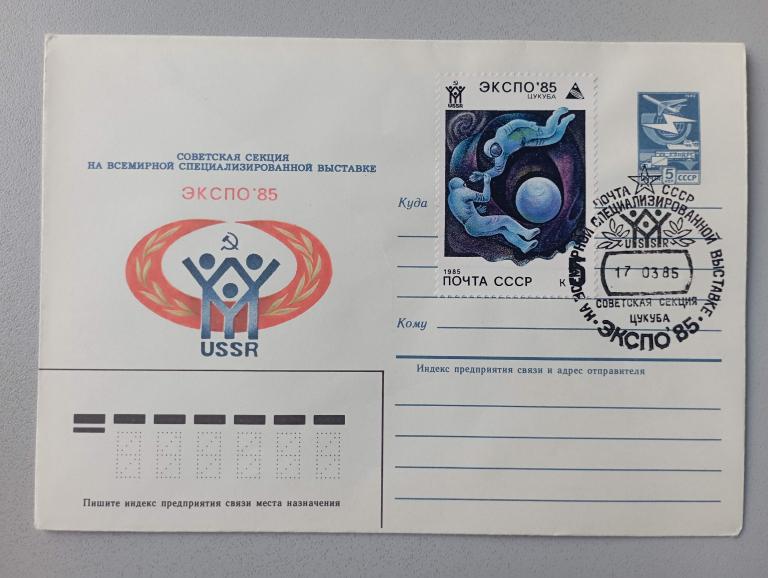 СОВЕТСКАЯ СЕКЦИЯ
НА ВСЕМИРНОЙ СПЕЦИАЛИЗИРОВАННОЙ ВЫСТАВКЕ
ЭКСПО'85
USSR
ЭКСПО'85
ЦУКУБА
USSR
1985
ПОЧТА СССР
К
5
СССР
ПОЧТА СССР
НА ВСЕМИРНОЙ СПЕЦИАЛИЗИРОВАННОЙ ВЫСТАВКЕ
USSR
17 03 85
СОВЕТСКАЯ СЕКЦИЯ
ЦУКУБА
ЭКСПО'85
Куда
Кому
Индекс предприятия связи и адрес отправителя
Пишите индекс предприятия связи места назначения